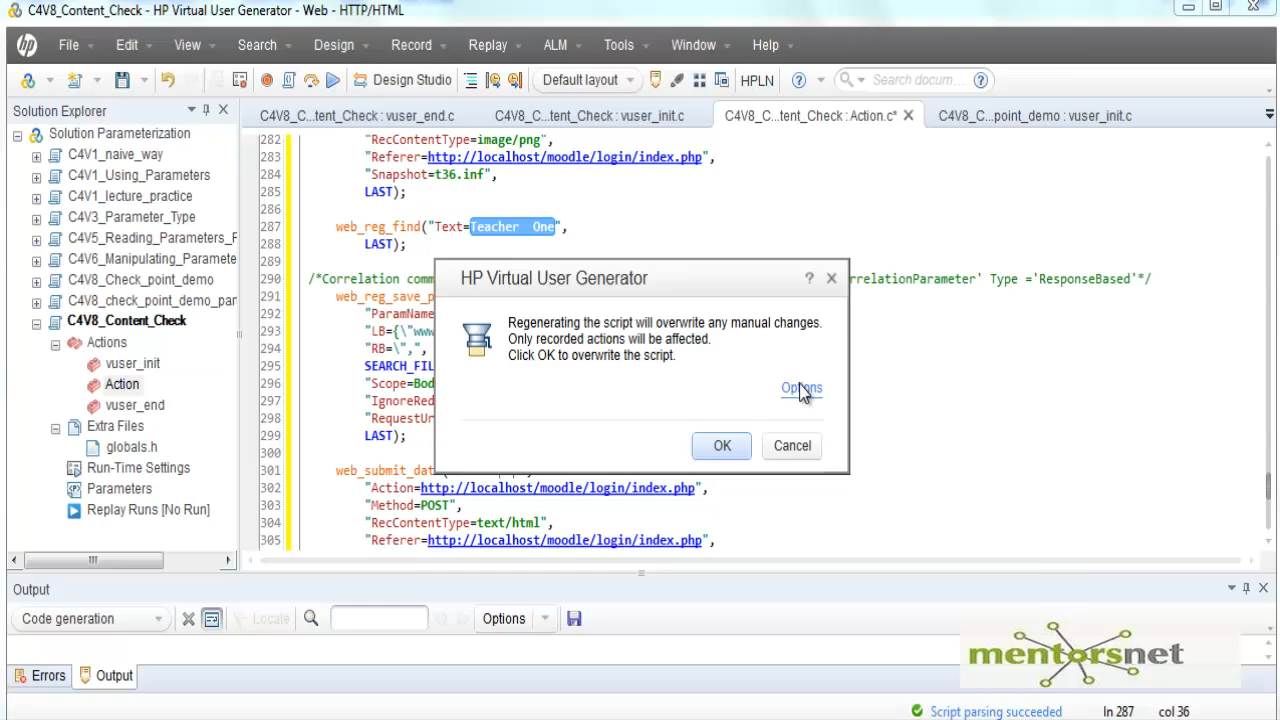 C4V8_Content_Check - HP Virtual User Generator - Web - HTTP/HTML
hp File Edit View Search Design Record Replay ALM Tools Window Help
Design Studio Default layout HPLN ? Search docum... ?
Solution Explorer
C4V8_C...tent_Check : vuser_end.c C4V8_C...tent_Check : vuser_init.c C4V8_C...tent_Check : Action.c* C4V8_C...point_demo : vuser_init.c
Solution Parameterization
C4V1_naive_way
C4V1_Using_Parameters
C4V1_lecture_practice
C4V3_Parameter_Type
C4V5_Reading_Parameters_F
C4V6_Manipulating_Paramete
C4V8_Check_point_demo
C4V8_check_point_demo_par
C4V8_Content_Check
Actions
vuser_init
Action
vuser_end
Extra Files
globals.h
Run-Time Settings
Parameters
Replay Runs [No Run]
282 "RecContentType=image/png",
283 "Referer=http://localhost/moodle/login/index.php",
284 "Snapshot=t36.inf",
285 LAST);
286
287 web_reg_find("Text=Teacher One",
288 LAST);
289
290 /*Correlation comm orrelationParameter' Type ='ResponseBased'*/
291 web_reg_save_p
292 "ParamName
293 "LB={\"www
294 "RB=\",",
295 SEARCH_FIL
296 "Scope=Bod
297 "IgnoreRed
298 "RequestUr
299 LAST);
300
301 web_submit_dat
302 "Action=http://localhost/moodle/login/index.php",
303 "Method=POST",
304 "RecContentType=text/html",
305 "Referer=http://localhost/moodle/login/index.php",
HP Virtual User Generator ?
Regenerating the script will overwrite any manual changes.
Only recorded actions will be affected.
Click OK to overwrite the script.
Options
OK Cancel
Output
Code generation Locate Options
mentorsnet
Errors Output
Script parsing succeeded ln 287 col 36